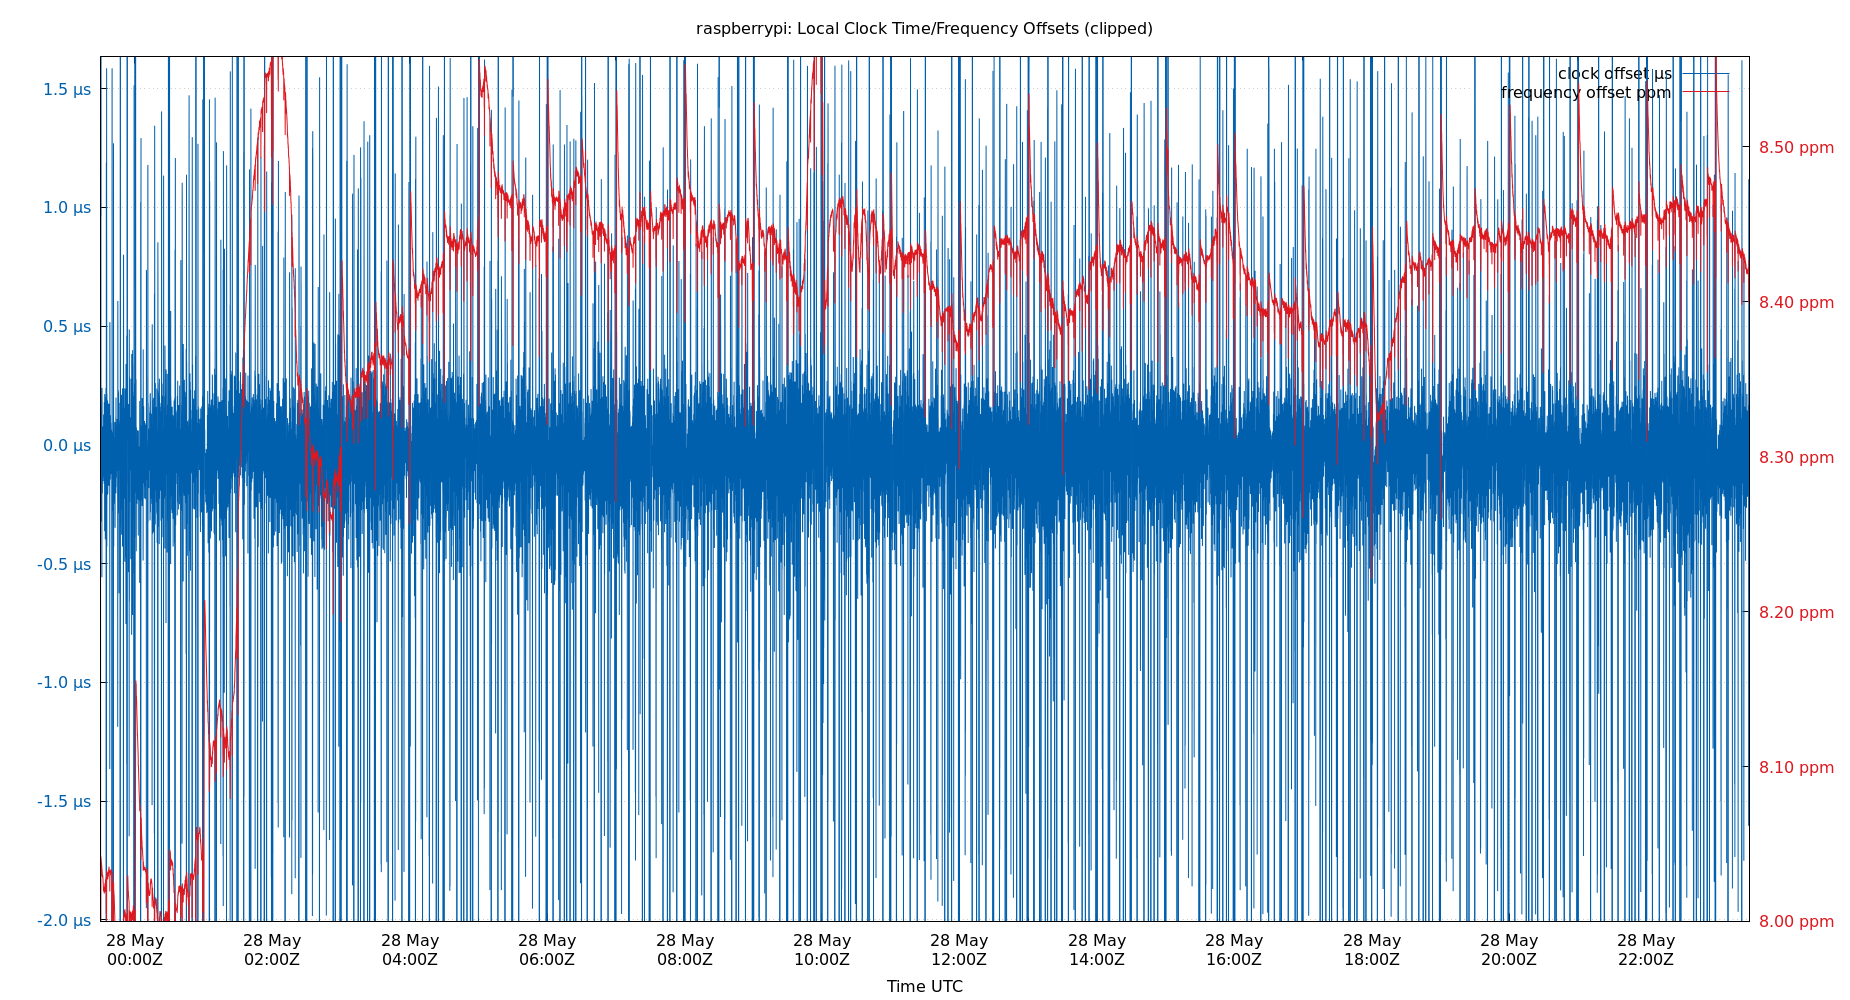 raspberrypi: Local Clock Time/Frequency Offsets (clipped)
clock offset µs
frequency offset ppm
1.5 µs
1.0 µs
0.5 µs
0.0 µs
-0.5 µs
-1.0 µs
-1.5 µs
-2.0 µs
8.50 ppm
8.40 ppm
8.30 ppm
8.20 ppm
8.10 ppm
8.00 ppm
28 May 28 May 28 May 28 May 28 May 28 May 28 May 28 May 28 May 28 May 28 May 28 May
00:00Z 02:00Z 04:00Z 06:00Z 08:00Z 10:00Z 12:00Z 14:00Z 16:00Z 18:00Z 20:00Z 22:00Z
Time UTC